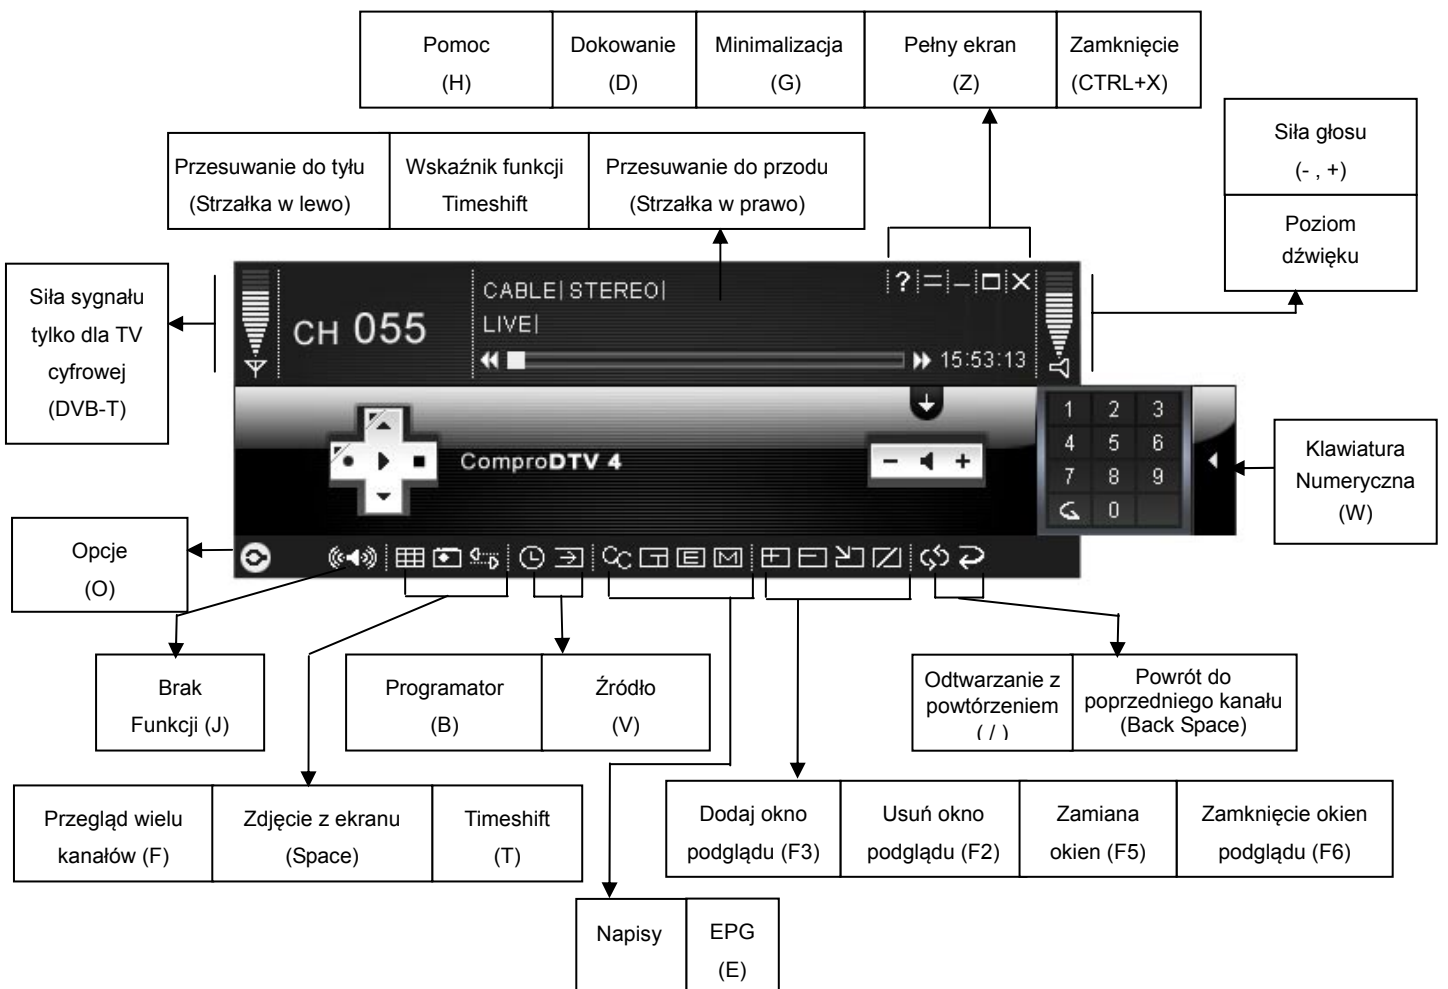 Pomoc
(H)
Dokowanie
(D)
Minimalizacja
(G)
Pełny ekran
(Z)
Zamknięcie
(CTRL+X)
Siła głosu
(- , +)
Poziom
dźwięku
Przesuwanie do tyłu
(Strzałka w lewo)
Wskaźnik funkcji
Timeshift
Przesuwanie do przodu
(Strzałka w prawo)
Siła sygnału
tylko dla TV
cyfrowej
(DVB-T)
CH 055
CABLE| STEREO|
LIVE|
15:53:13
ComproDTV 4
1 2 3
4 5 6
7 8 9
0
Klawiatura
Numeryczna
(W)
Opcje
(O)
Brak
Funkcji (J)
Programator
(B)
Źródło
(V)
Odtwarzanie z
powtórzeniem
( / )
Powrót do
poprzedniego kanału
(Back Space)
Przegląd wielu
kanałów (F)
Zdjęcie z ekranu
(Space)
Timeshift
(T)
Dodaj okno
podglądu (F3)
Usuń okno
podglądu (F2)
Zamiana
okien (F5)
Zamknięcie okien
podglądu (F6)
Napisy
EPG
(E)